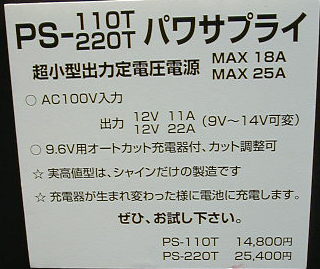 PS-110T パワサプライ
PS-220T
超小型出力定電圧電源 MAX 18A
MAX 25A
○ AC100V入力
出力 12V 11A (9V〜14V可変)
12V 22A
○ 9.6V用オートカット充電器付、カット調整可
☆ 実高値型は、シャインだけの製造です
☆ 充電器が生まれ変わった様に電池に充電します。
ぜひ、お試し下さい。
PS-110T 14,800円
PS-220T 25,400円